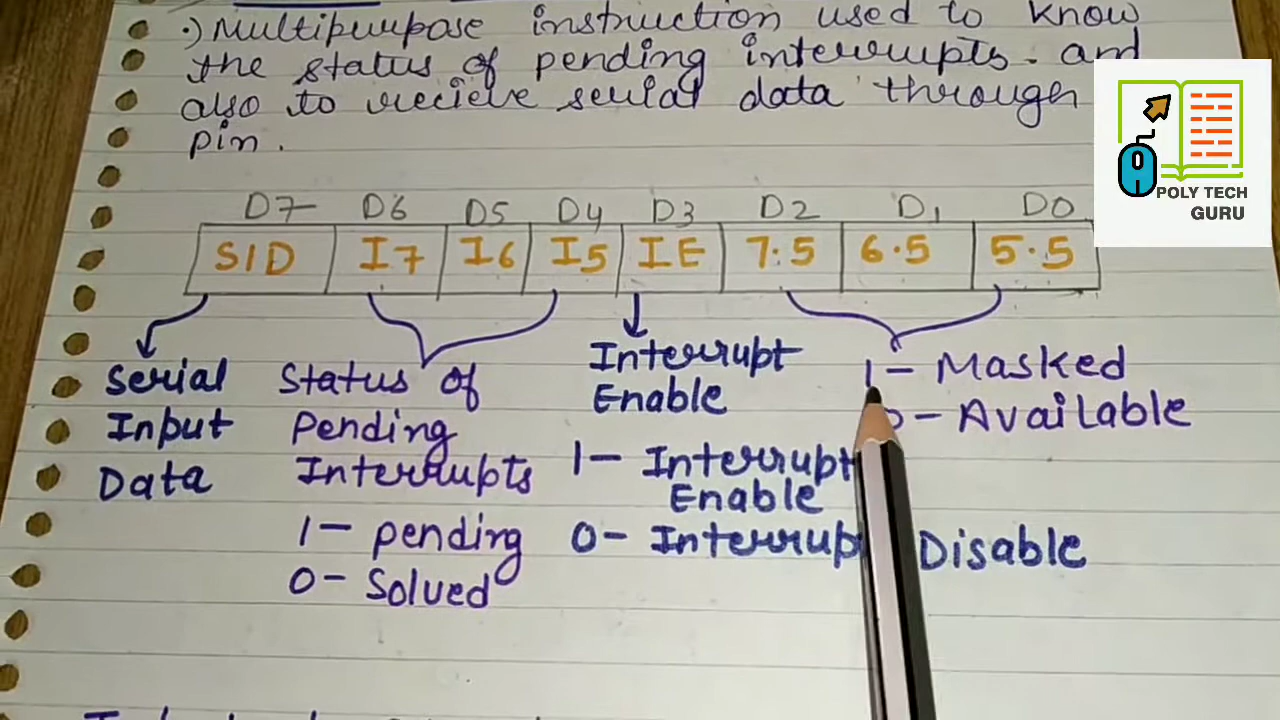 ·) Multipurpose instruction used to know
the status of pending interrupts. and
also to recieve serial data through
pin.
POLY TECH
GURU
D7 D6 D5 D4 D3 D2 D1 D0
SID I7 I6 I5 IE 7.5 6.5 5.5
Serial
Input
Data
Status of
Pending
Interrupts
1- pending
0- Solved
Interrupt
Enable
1- Interrupt
Enable
0- Interrupt Disable
1- Masked
0- Available